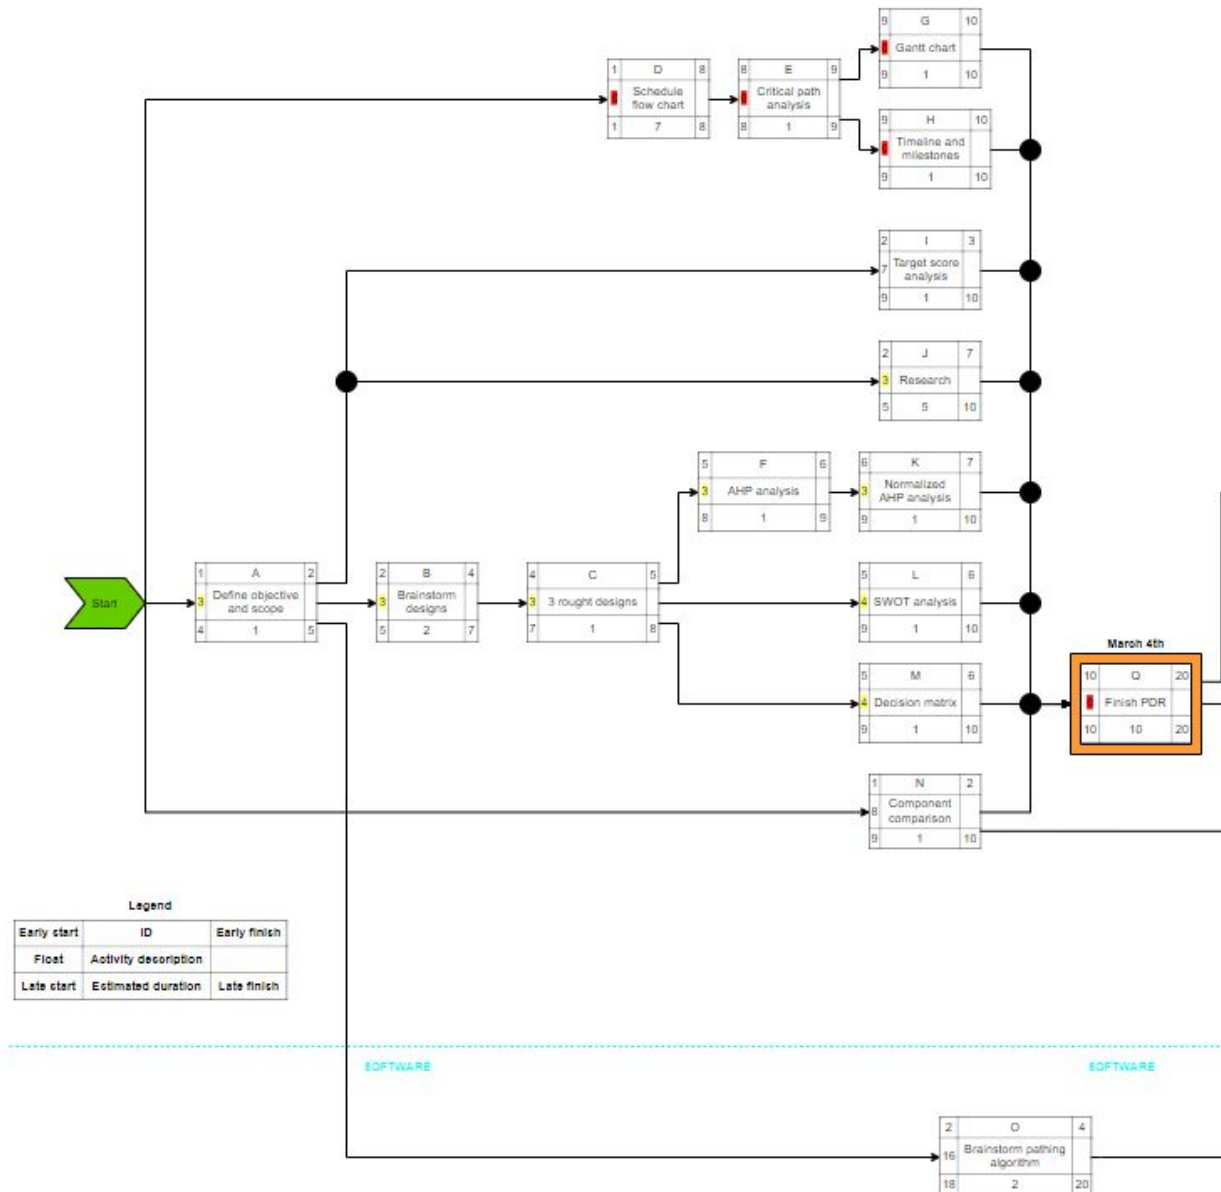 9 G 10
Gantt chart
9 1 10
1 D 8
Schedule
flow chart
1 7 8
8 E 9
Critical path
analysis
8 1 9
9 H 10
Timeline and
milestones
9 1 10
2 I 3
7 Target score
analysis
9 1 10
2 J 7
3 Research
5 5 10
5 F 6
3 AHP analysis
8 1 9
6 K 7
3 Normalized
AHP analysis
9 1 10
Start
1 A 2
3 Define objective
and scope
4 1 5
2 B 4
3 Brainstorm
designs
5 2 7
4 C 5
3 3 rought designs
7 1 8
5 L 6
4 SWOT analysis
9 1 10
5 M 6
4 Decision matrix
9 1 10
March 4th
10 Q 20
Finish PDR
10 10 20
1 N 2
8 Component
comparison
9 1 10
Legend
Early start ID Early finish
Float Activity description
Late start Estimated duration Late finish
SOFTWARE SOFTWARE
2 O 4
16 Brainstorm pathing
algorithm
18 2 20